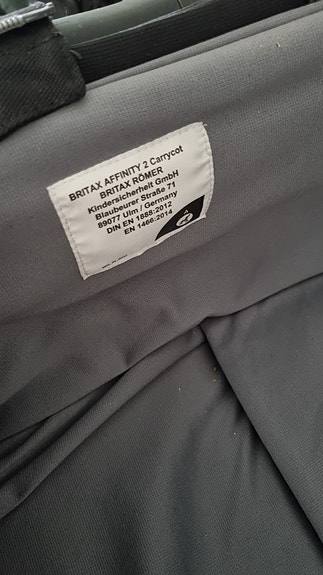 BRITAX AFFINITY 2 Carrycot
BRITAX RÖMER
Kindersicherheit GmbH
Blaubeurer Straße 71
89077 Ulm / Germany
DIN EN 1888:2012
EN 1466:2014